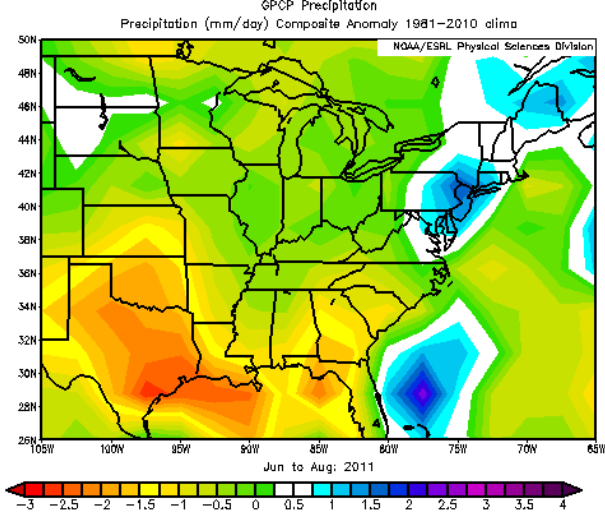 GPCP Precipitation
Precipitation (mm/day) Composite Anomaly 1981−2010 climo
NOAA/ESRL Physical Sciences Division
50N
48N
46N
44N
42N
40N
38N
36N
34N
32N
30N
28N
26N
105W 100W 95W 90W 85W 80W 75W 70W 65W
Jun to Aug: 2011
−3 −2.5 −2 −1.5 −1 −0.5 0 0.5 1 1.5 2 2.5 3 3.5 4